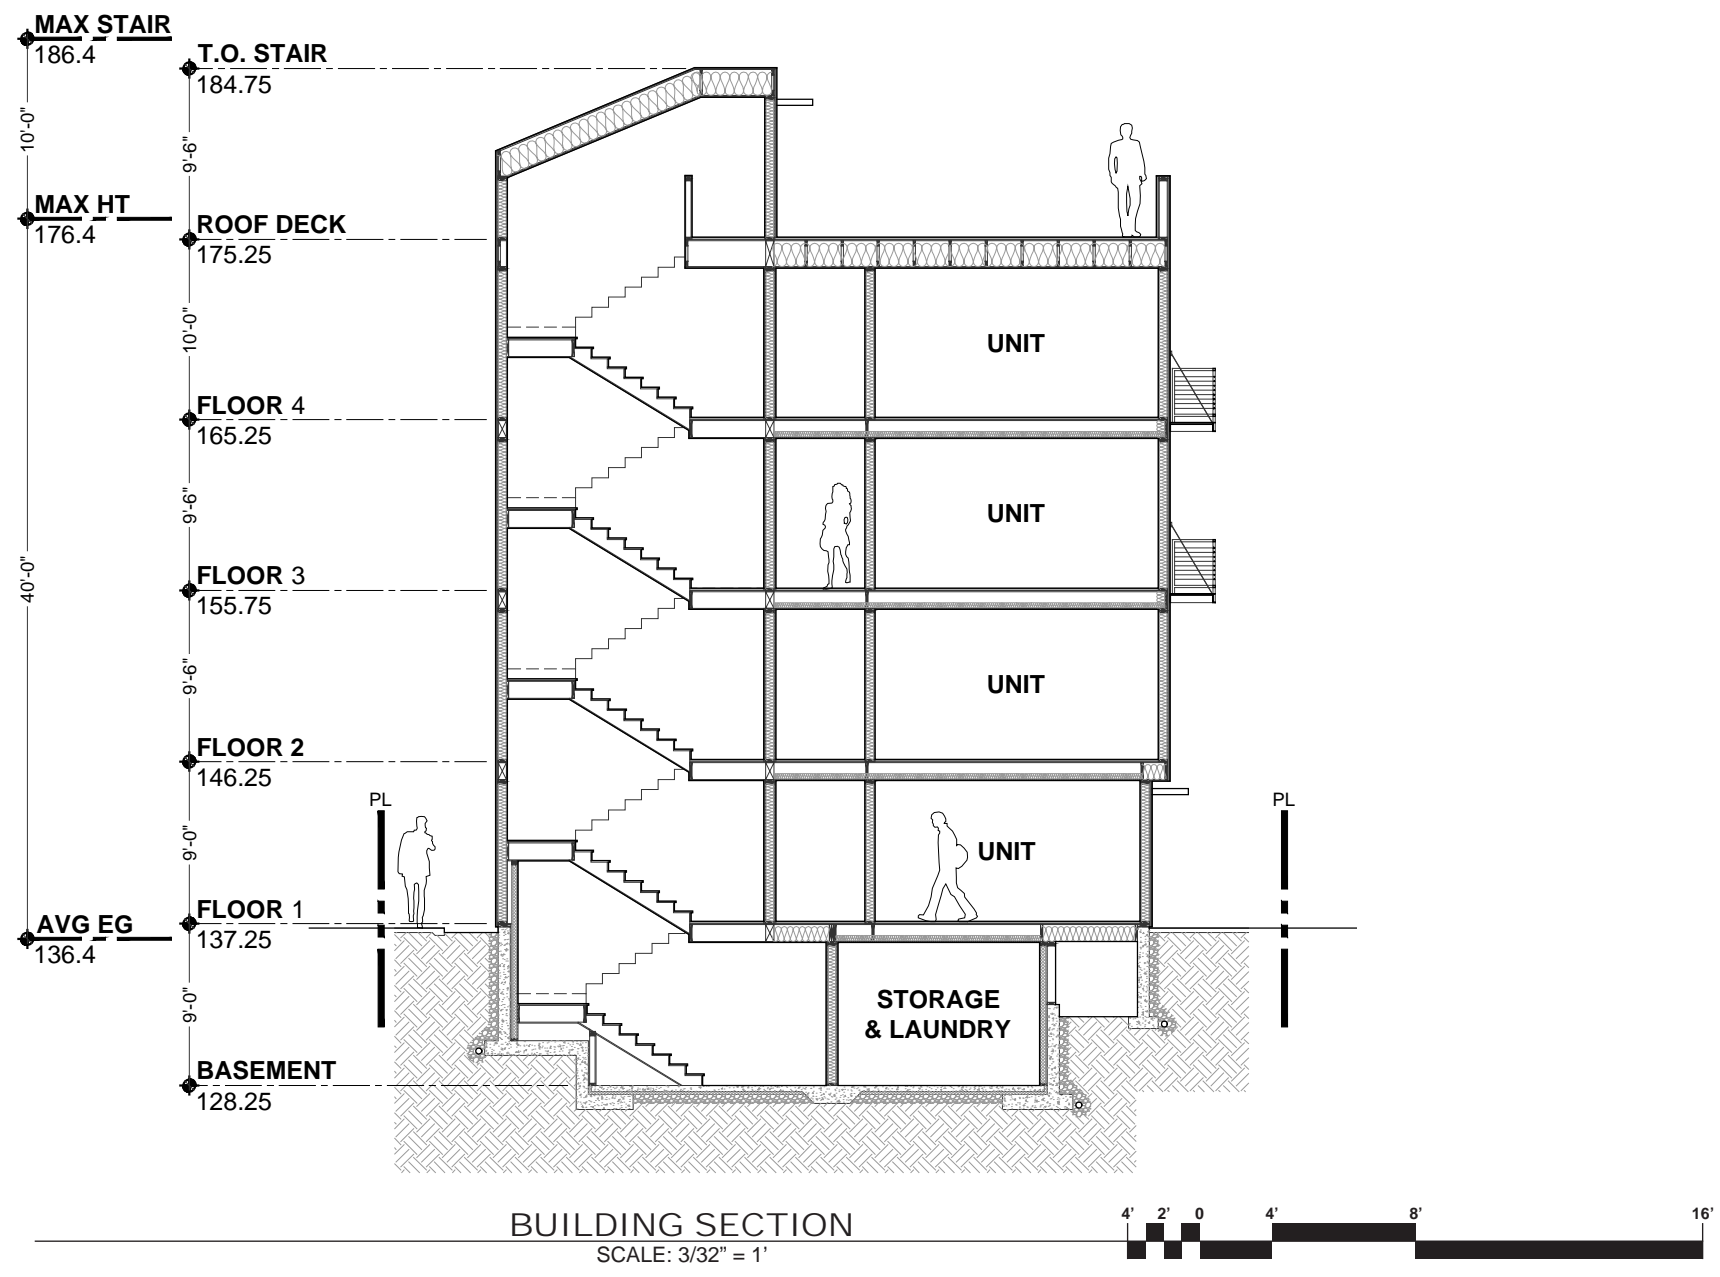 MAX STAIR
186.4
T.O. STAIR
184.75
10'-0"
9'-6"
MAX HT
176.4
ROOF DECK
175.25
10'-0"
UNIT
FLOOR 4
165.25
9'-6"
UNIT
40'-0"
FLOOR 3
155.75
9'-6"
UNIT
FLOOR 2
146.25
PL
PL
9'-0"
UNIT
FLOOR 1
137.25
AVG EG
136.4
9'-0"
STORAGE
& LAUNDRY
BASEMENT
128.25
BUILDING SECTION
SCALE: 3/32” = 1’
4’ 2’ 0 4’ 8’ 16’